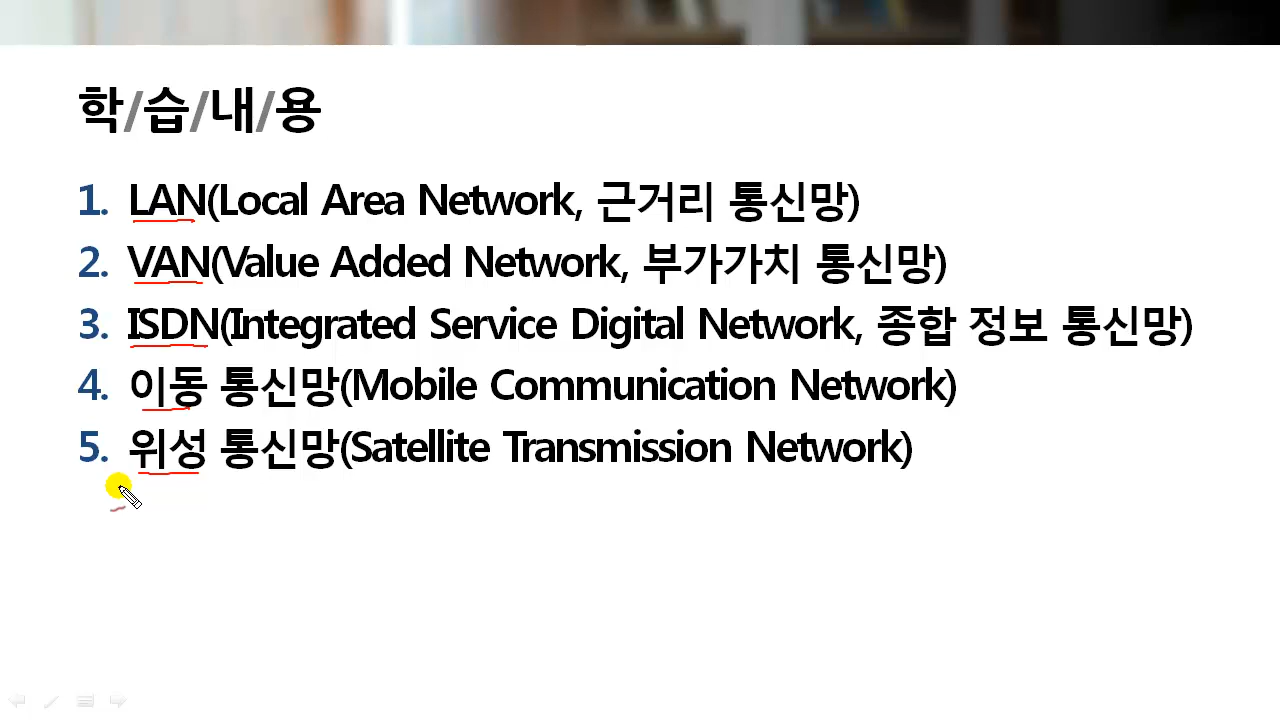 학/습/내/용
1. LAN(Local Area Network, 근거리 통신망)
2. VAN(Value Added Network, 부가가치 통신망)
3. ISDN(Integrated Service Digital Network, 종합 정보 통신망)
4. 이동 통신망(Mobile Communication Network)
5. 위성 통신망(Satellite Transmission Network)